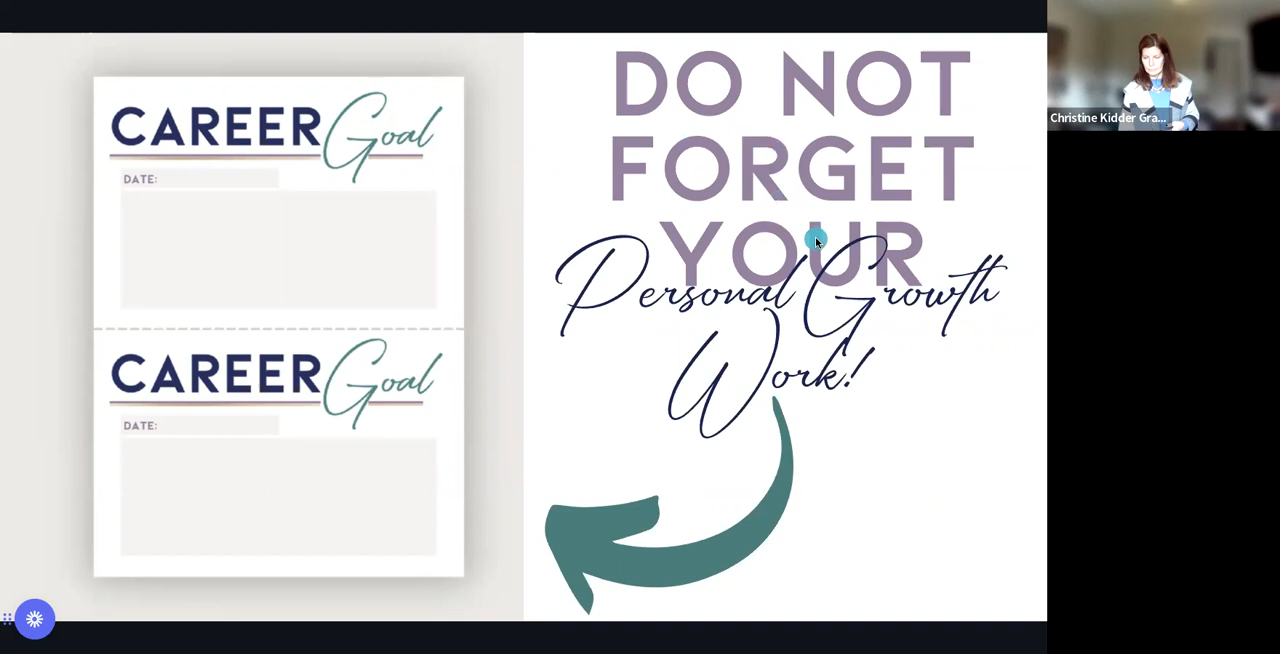 CAREER Goal
DATE:
CAREER Goal
DATE:
DO NOT
FORGET
YOUR
Personal Growth
Work!
Christine Kidder Gra...